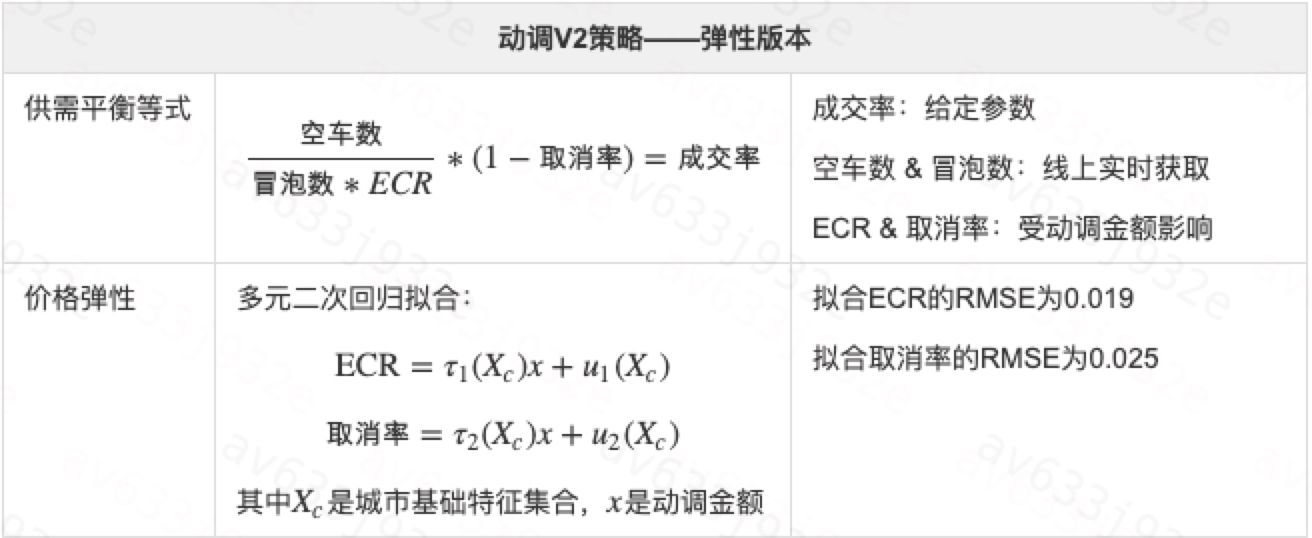 动调V2策略——弹性版本
供需平衡等式
空车数
冒泡数 * ECR
* (1 − 取消率) = 成交率
成交率：给定参数
空车数 & 冒泡数：线上实时获取
ECR & 取消率：受动调金额影响
价格弹性
多元二次回归拟合：
ECR = τ₁(X_c)x + u₁(X_c)
取消率 = τ₂(X_c)x + u₂(X_c)
其中X_c是城市基础特征集合，x是动调金额
拟合ECR的RMSE为0.019
拟合取消率的RMSE为0.025
av633j932e